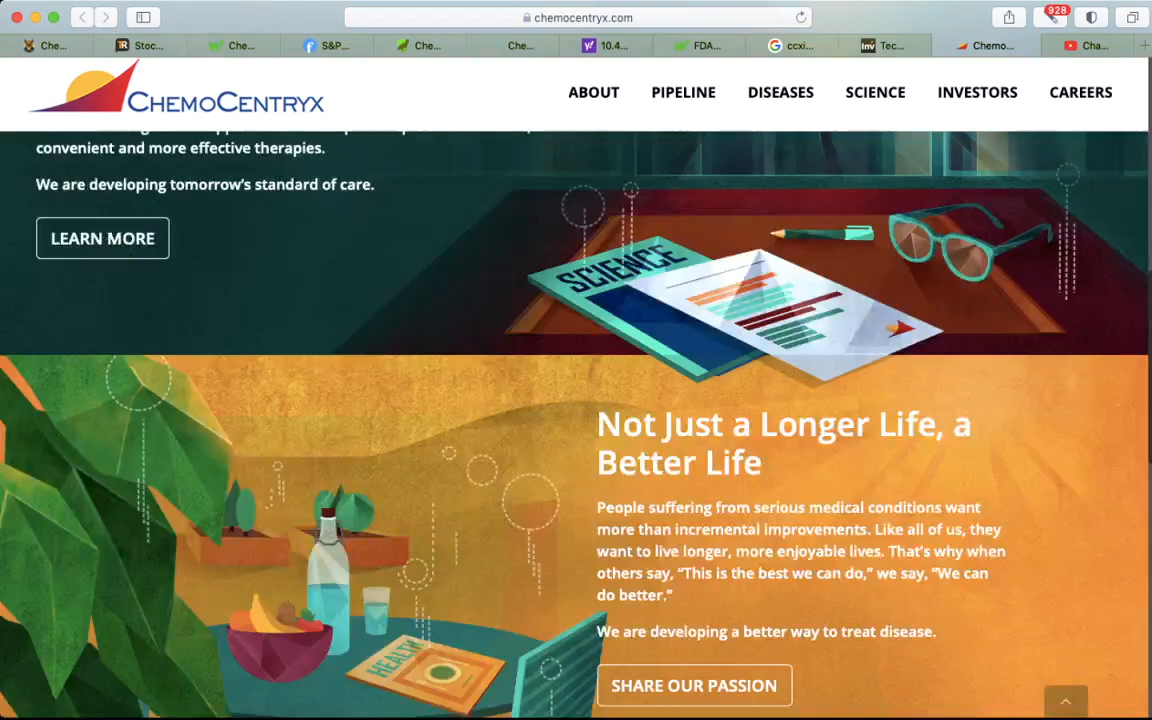 chemocentryx.com
928
Che...
Stoc...
Che...
S&P...
Che...
Che...
10.4...
FDA...
ccxi...
Tec...
Chemo...
Cha...
CHEMOCENTRYX
ABOUT
PIPELINE
DISEASES
SCIENCE
INVESTORS
CAREERS
convenient and more effective therapies.
We are developing tomorrow's standard of care.
LEARN MORE
SCIENCE
Not Just a Longer Life, a
Better Life
People suffering from serious medical conditions want
more than incremental improvements. Like all of us, they
want to live longer, more enjoyable lives. That's why when
others say, “This is the best we can do,” we say, “We can
do better.”
We are developing a better way to treat disease.
HEALTH
SHARE OUR PASSION